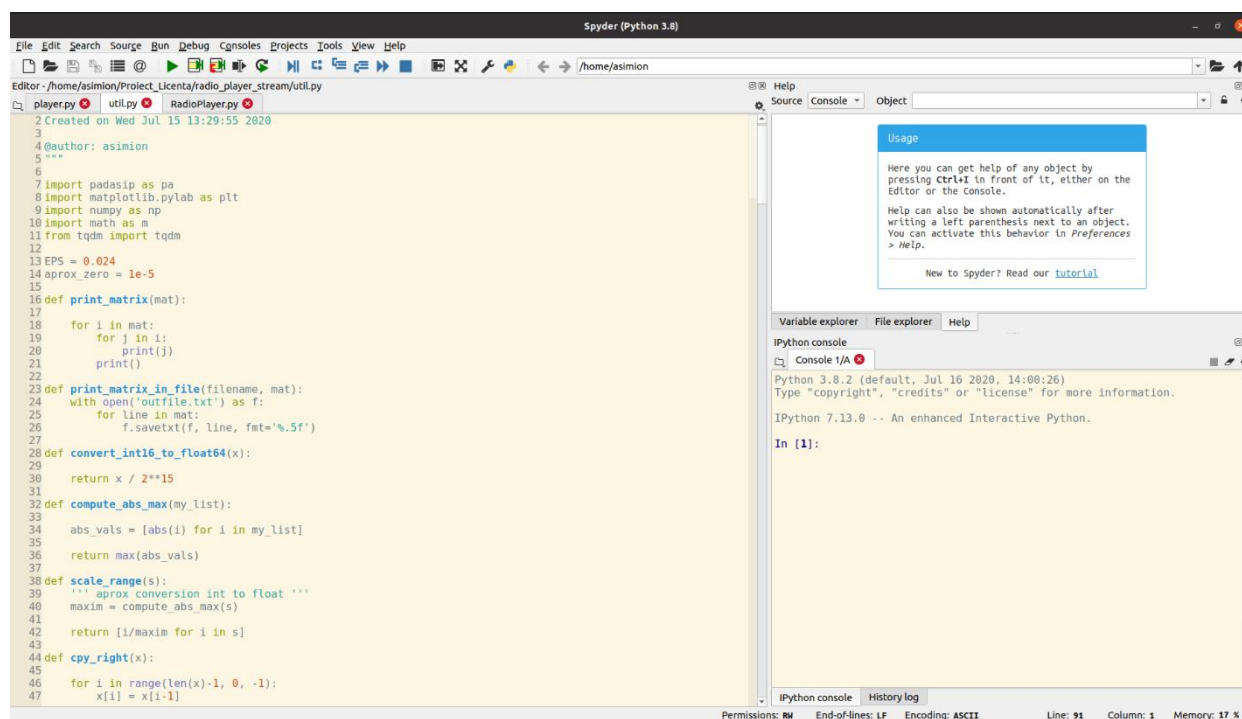 Spyder (Python 3.8)
File Edit Search Source Run Debug Consoles Projects Tools View Help
/home/asimion
Editor - /home/asimion/Proiect_Licenta/radio_player_stream/util.py
player.py util.py RadioPlayer.py
2 Created on Wed Jul 15 13:29:55 2020
3
4 @author: asimion
5 """
6
7 import padasip as pa
8 import matplotlib.pylab as plt
9 import numpy as np
10 import math as m
11 from tqdm import tqdm
12
13 EPS = 0.024
14 aprox_zero = 1e-5
15
16 def print_matrix(mat):
17
18     for i in mat:
19         for j in i:
20             print(j)
21         print()
22
23 def print_matrix_in_file(filename, mat):
24     with open('outfile.txt') as f:
25         for line in mat:
26             f.savetxt(f, line, fmt='%.5f')
27
28 def convert_int16_to_float64(x):
29
30     return x / 2**15
31
32 def compute_abs_max(my_list):
33
34     abs_vals = [abs(i) for i in my_list]
35
36     return max(abs_vals)
37
38 def scale_range(s):
39     ''' aprox conversion int to float '''
40     maxim = compute_abs_max(s)
41
42     return [i/maxim for i in s]
43
44 def cpy_right(x):
45
46     for i in range(len(x)-1, 0, -1):
47         x[i] = x[i-1]
Help
Source Console Object
Usage
Here you can get help of any object by
pressing Ctrl+I in front of it, either on the
Editor or the Console.
Help can also be shown automatically after
writing a left parenthesis next to an object.
You can activate this behavior in Preferences
> Help.
New to Spyder? Read our tutorial
Variable explorer File explorer Help
IPython console
Console 1/A
Python 3.8.2 (default, Jul 16 2020, 14:00:26)
Type "copyright", "credits" or "license" for more information.
IPython 7.13.0 -- An enhanced Interactive Python.
In [1]:
IPython console History log
Permissions: RW End-of-lines: LF Encoding: ASCII Line: 91 Column: 1 Memory: 17 %